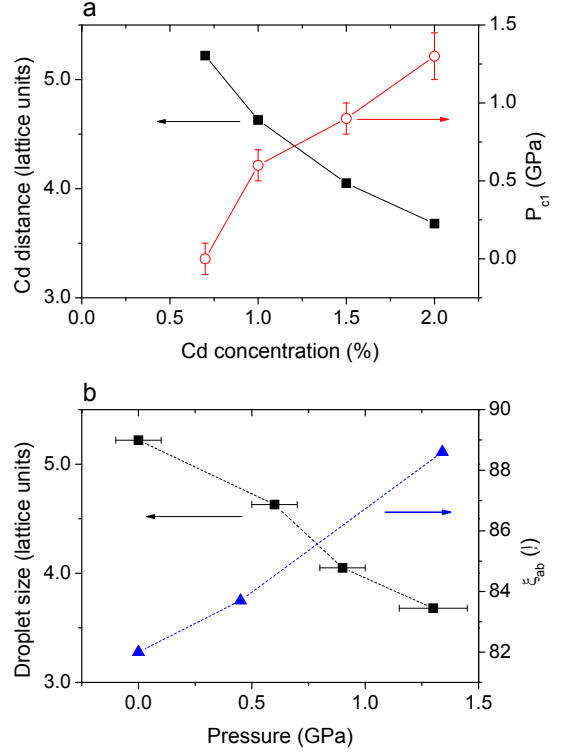 a
Cd distance (lattice units)
5.0
4.0
3.0
1.5
1.0
0.5
0.0
P_c1 (GPa)
0.0 0.5 1.0 1.5 2.0
Cd concentration (%)
b
Droplet size (lattice units)
5.0
4.0
3.0
90
88
86
84
82
ξ_ab (Å)
0.0 0.5 1.0 1.5
Pressure (GPa)